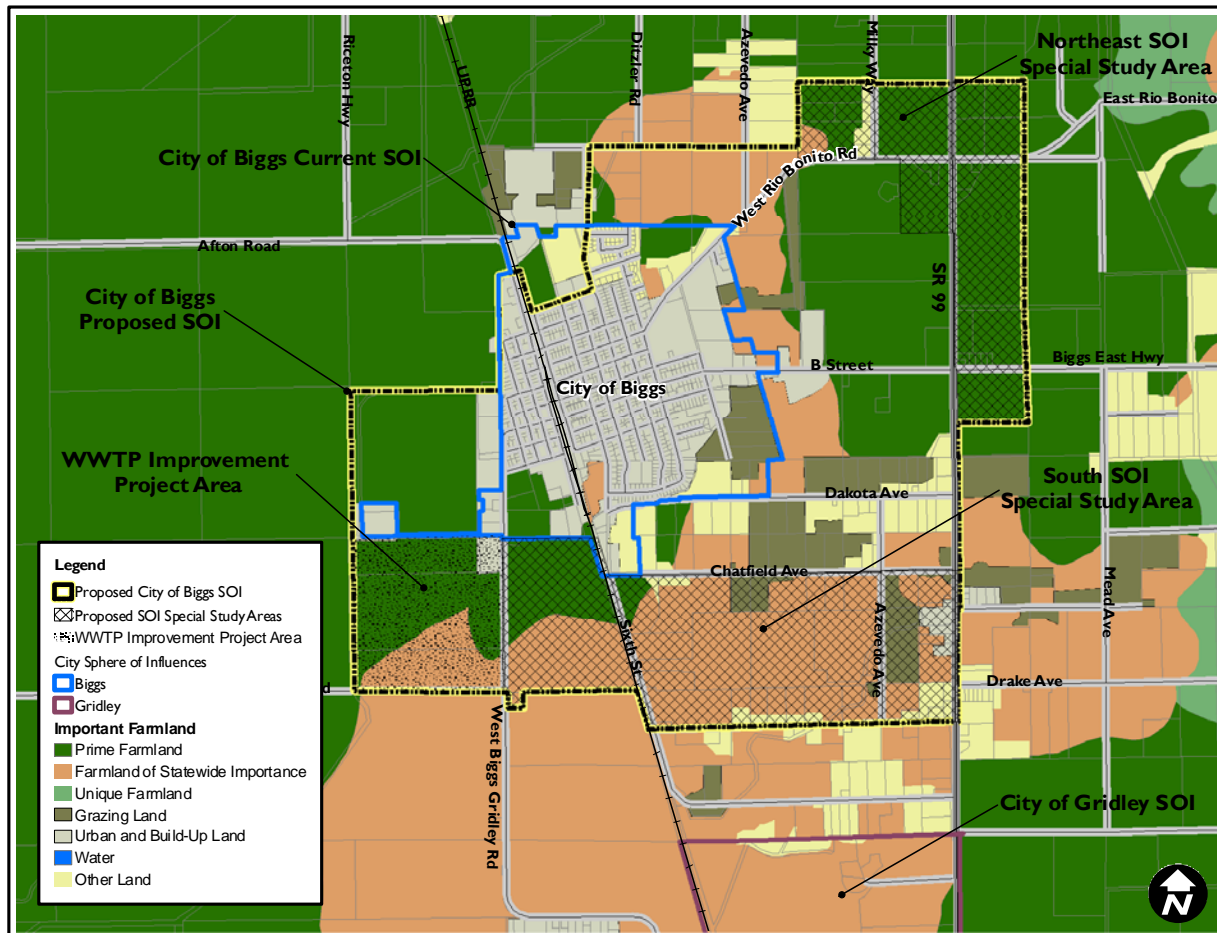 Northeast SOI
Special Study Area
Riceton Hwy
UPRR
Ditzler Rd
Azevedo Ave
Milky Way
East Rio Bonito
City of Biggs Current SOI
West Rio Bonito Rd
Afton Road
SR 99
City of Biggs
Proposed SOI
B Street
Biggs East Hwy
City of Biggs
WWTP Improvement
Project Area
South SOI
Special Study Area
Dakota Ave
Chatfield Ave
Mead Ave
Azevedo Ave
Sixth St
Drake Ave
d
West Biggs Gridley Rd
City of Gridley SOI
Legend
Proposed City of Biggs SOI
Proposed SOI Special Study Areas
WWTP Improvement Project Area
City Sphere of Influences
Biggs
Gridley
Important Farmland
Prime Farmland
Farmland of Statewide Importance
Unique Farmland
Grazing Land
Urban and Build-Up Land
Water
Other Land
N